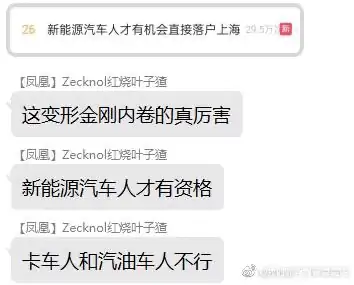 26 新能源汽车人才有机会直接落户上海 29.5万 新
【凤凰】Zecknol红烧叶子猹
这变形金刚内卷的真厉害
【凤凰】Zecknol红烧叶子猹
新能源汽车人才有资格
【凤凰】Zecknol红烧叶子猹
卡车人和汽油车人不行